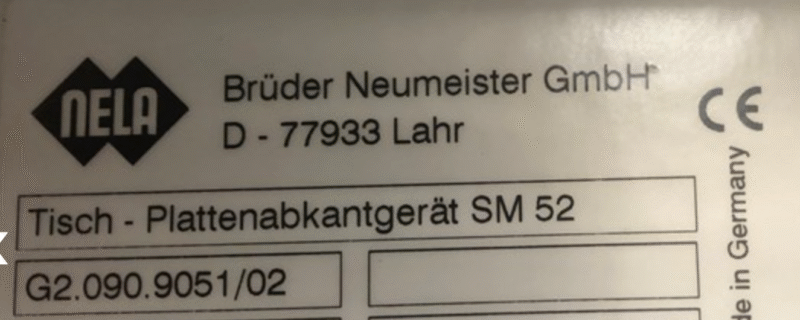 NELA
Brüder Neumeister GmbH
D - 77933 Lahr
CE
Tisch - Plattenabkantgerät SM 52
G2.090.9051/02
de in Germany